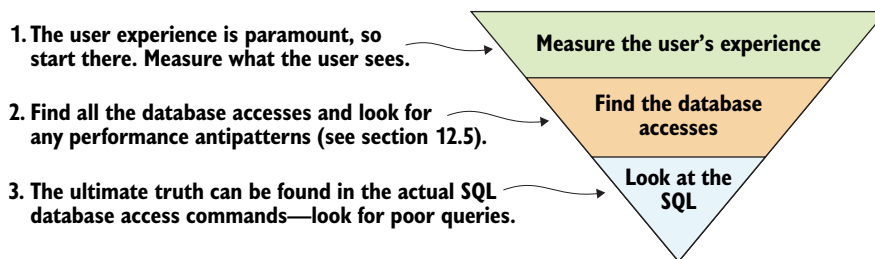 1. The user experience is paramount, so
start there. Measure what the user sees.
2. Find all the database accesses and look for
any performance antipatterns (see section 12.5).
3. The ultimate truth can be found in the actual SQL
database access commands—look for poor queries.
Measure the user’s experience
Find the database
accesses
Look at the
SQL